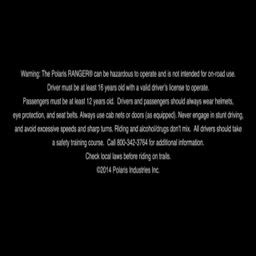 Warning: The Polaris RANGER® can be hazardous to operate and is not intended for on-road use.
Driver must be at least 16 years old with a valid driver's license to operate.
Passengers must be at least 12 years old. Drivers and passengers should always wear helmets,
eye protection, and seat belts. Always use cab nets or doors (as equipped). Never engage in stunt driving,
and avoid excessive speeds and sharp turns. Riding and alcohol/drugs don't mix. All drivers should take
a safety training course. Call 800-342-3764 for additional information.
Check local laws before riding on trails.
©2014 Polaris Industries Inc.